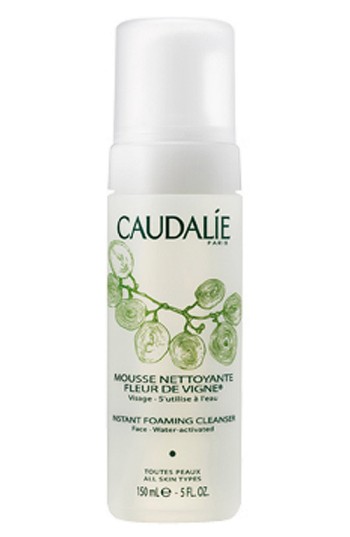 CAUDALÍE
PARIS
MOUSSE NETTOYANTE
FLEUR DE VIGNE®
Visage - S'utilise à l'eau
INSTANT FOAMING CLEANSER
Face - Water-activated
TOUTES PEAUX
ALL SKIN TYPES
150 mL ℮ - 5 FL. OZ.